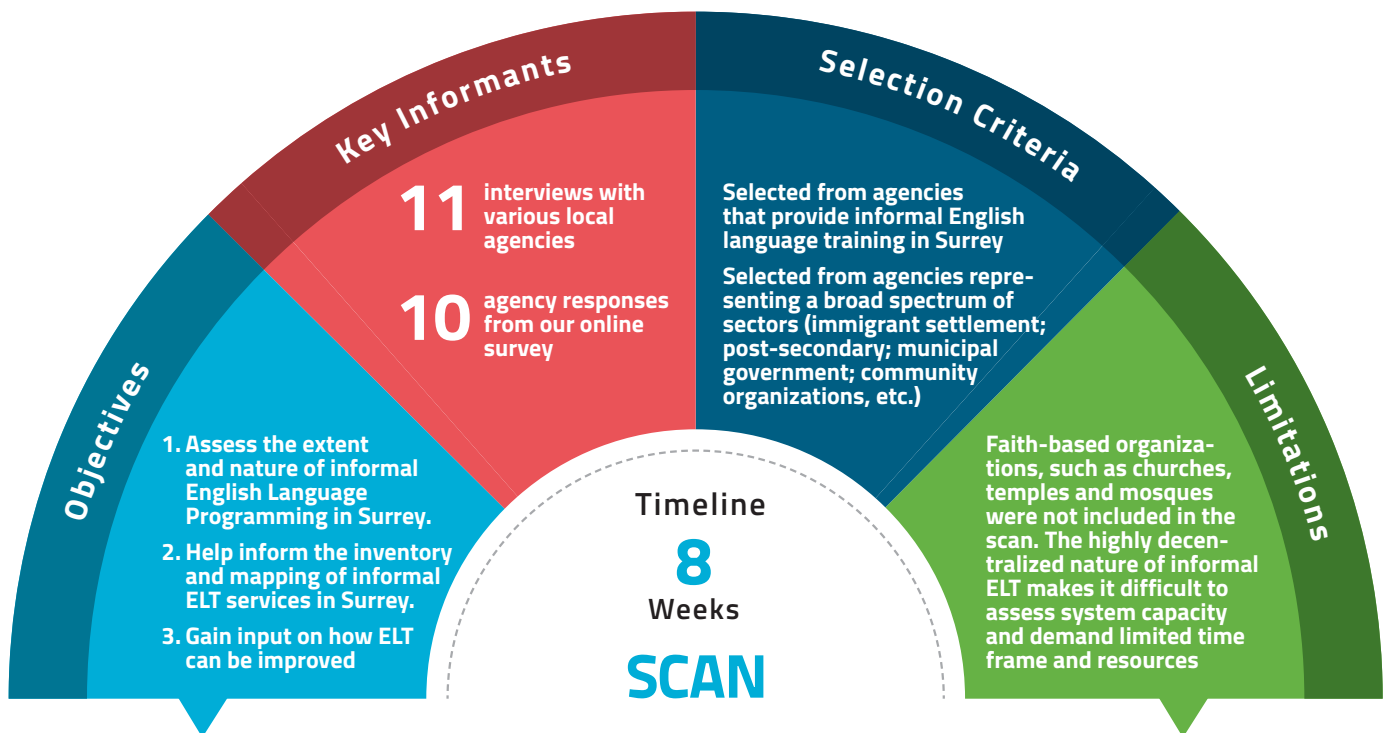 Objectives
1. Assess the extent
and nature of informal
English Language
Programming in Surrey.
2. Help inform the inventory
and mapping of informal
ELT services in Surrey.
3. Gain input on how ELT
can be improved
Key Informants
11 interviews with
various local
agencies
10 agency responses
from our online
survey
Selection Criteria
Selected from agencies
that provide informal English
language training in Surrey
Selected from agencies repre-
senting a broad spectrum of
sectors (immigrant settlement;
post-secondary; municipal
government; community
organizations, etc.)
Limitations
Faith-based organiza-
tions, such as churches,
temples and mosques
were not included in the
scan. The highly decen-
tralized nature of informal
ELT makes it difficult to
assess system capacity
and demand limited time
frame and resources
Timeline
8
Weeks
SCAN